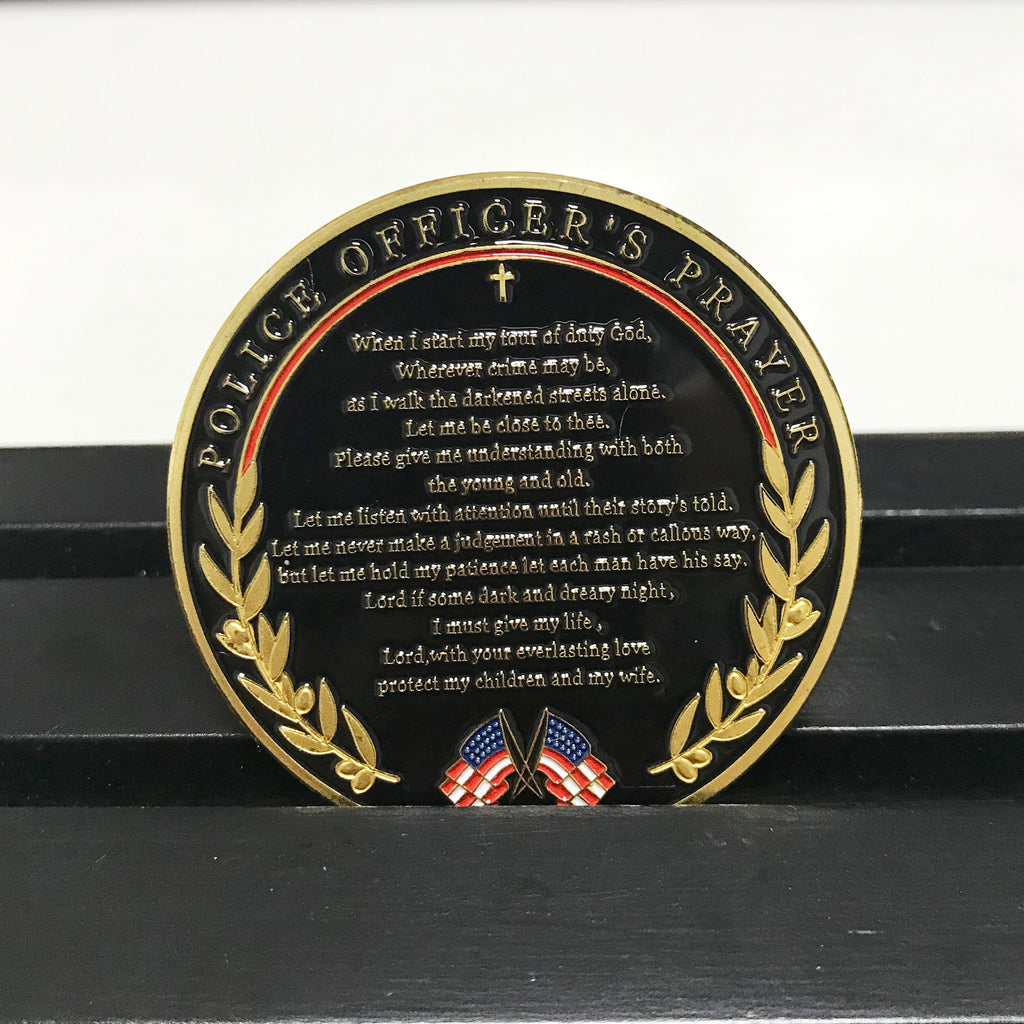 POLICE OFFICER'S PRAYER
When I start my tour of duty God,
Wherever crime may be,
as I walk the darkened streets alone.
Let me be close to thee.
Please give me understanding with both
the young and old.
Let me listen with attention until their story's told.
Let me never make a judgement in a rash or callous way,
but let me hold my patience let each man have his say.
Lord if some dark and dreary night,
I must give my life,
Lord,with your everlasting love
protect my children and my wife.